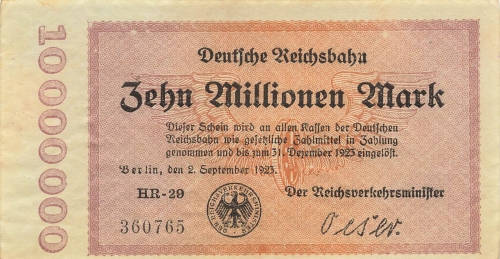 10000000
Deutsche Reichsbahn
Zehn Millionen Mark
Dieser Schein wird an allen Kassen der Deutschen
Reichsbahn wie gesetzliche Zahlmittel in Zahlung
genommen und bis zum 31. Dezember 1923 eingelöst.
Berlin, den 2. September 1923.
HR-29
Der Reichsverkehrsminister
360765
Oeser.